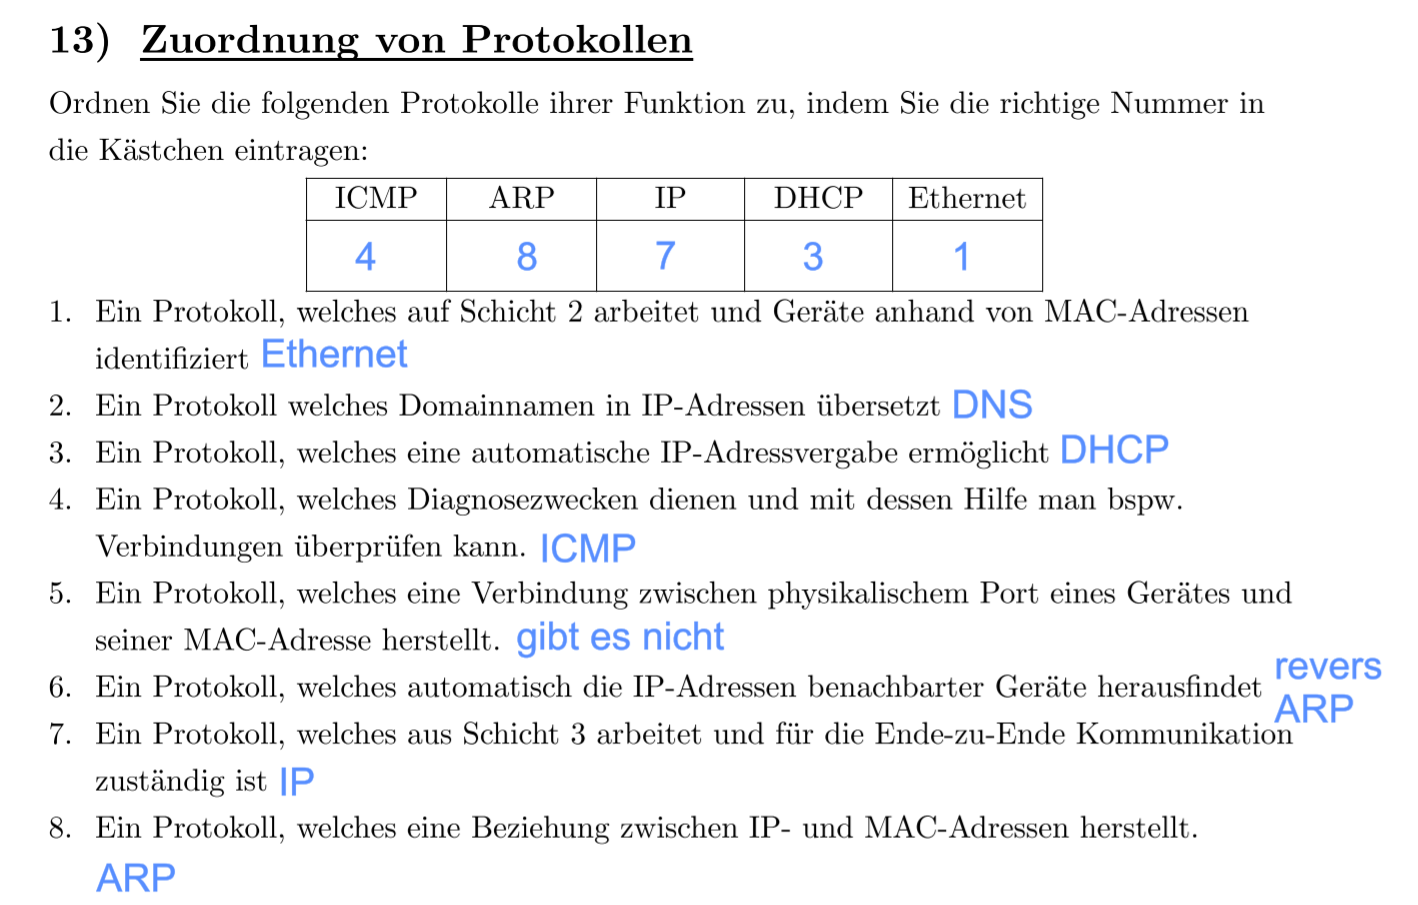 13) Zuordnung von Protokollen
Ordnen Sie die folgenden Protokolle ihrer Funktion zu, indem Sie die richtige Nummer in
die Kästchen eintragen:
ICMP ARP IP DHCP Ethernet
4 8 7 3 1
1. Ein Protokoll, welches auf Schicht 2 arbeitet und Geräte anhand von MAC-Adressen
identifiziert Ethernet
2. Ein Protokoll welches Domainnamen in IP-Adressen übersetzt DNS
3. Ein Protokoll, welches eine automatische IP-Adressvergabe ermöglicht DHCP
4. Ein Protokoll, welches Diagnosezwecken dienen und mit dessen Hilfe man bspw.
Verbindungen überprüfen kann. ICMP
5. Ein Protokoll, welches eine Verbindung zwischen physikalischem Port eines Gerätes und
seiner MAC-Adresse herstellt. gibt es nicht
6. Ein Protokoll, welches automatisch die IP-Adressen benachbarter Geräte herausfindet revers
ARP
7. Ein Protokoll, welches aus Schicht 3 arbeitet und für die Ende-zu-Ende Kommunikation
zuständig ist IP
8. Ein Protokoll, welches eine Beziehung zwischen IP- und MAC-Adressen herstellt.
ARP